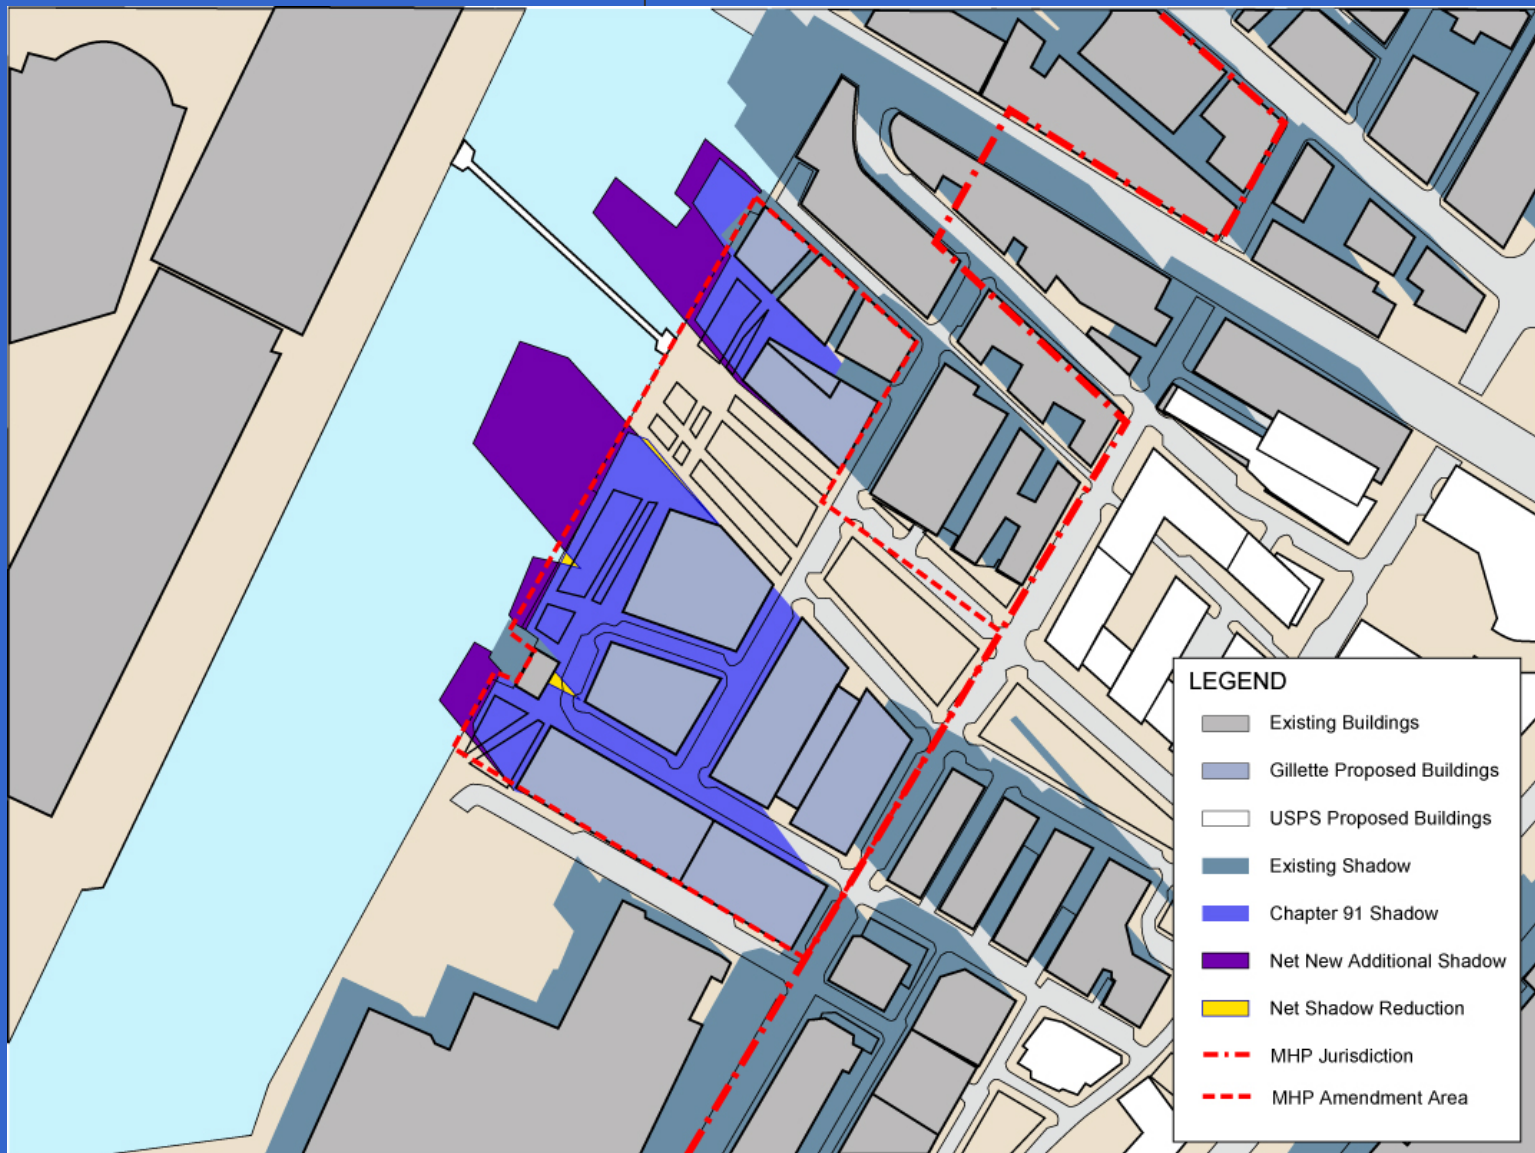 LEGEND
Existing Buildings
Gillette Proposed Buildings
USPS Proposed Buildings
Existing Shadow
Chapter 91 Shadow
Net New Additional Shadow
Net Shadow Reduction
MHP Jurisdiction
MHP Amendment Area